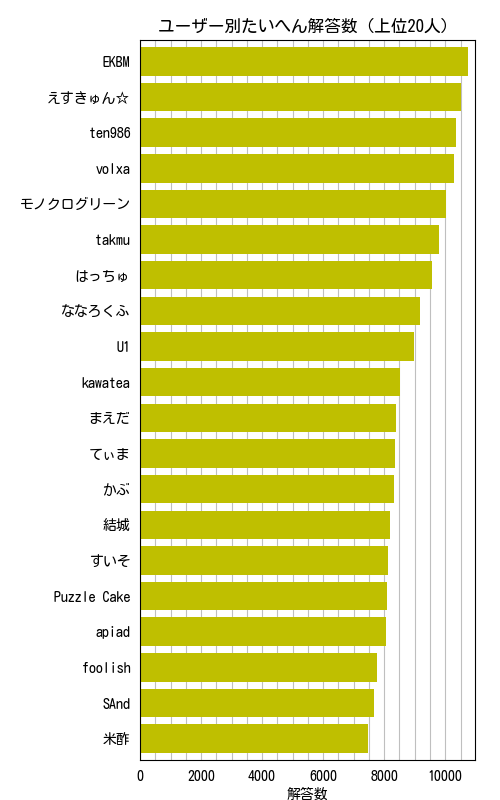 ユーザー別たいへん解答数（上位20人）
EKBM
えすきゅん☆
ten986
volxa
モノクログリーン
takmu
はっちゅ
ななろくふ
U1
kawatea
まえだ
てぃま
かぶ
結城
すいそ
Puzzle Cake
apiad
foolish
SAnd
米酢
0 2000 4000 6000 8000 10000
解答数